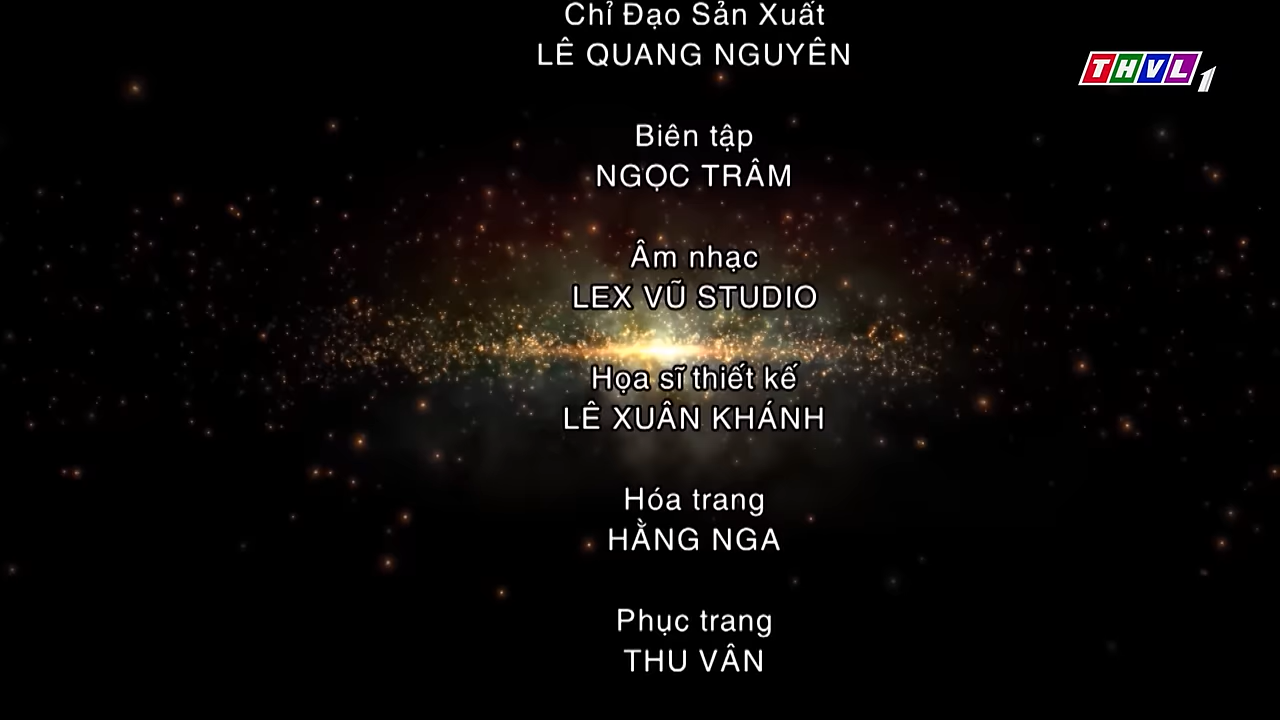 Chỉ Đạo Sản Xuất
LÊ QUANG NGUYÊN
THVL1
Biên tập
NGỌC TRÂM
Âm nhạc
LEX VŨ STUDIO
Họa sĩ thiết kế
LÊ XUÂN KHÁNH
Hóa trang
HẰNG NGA
Phục trang
THU VÂN